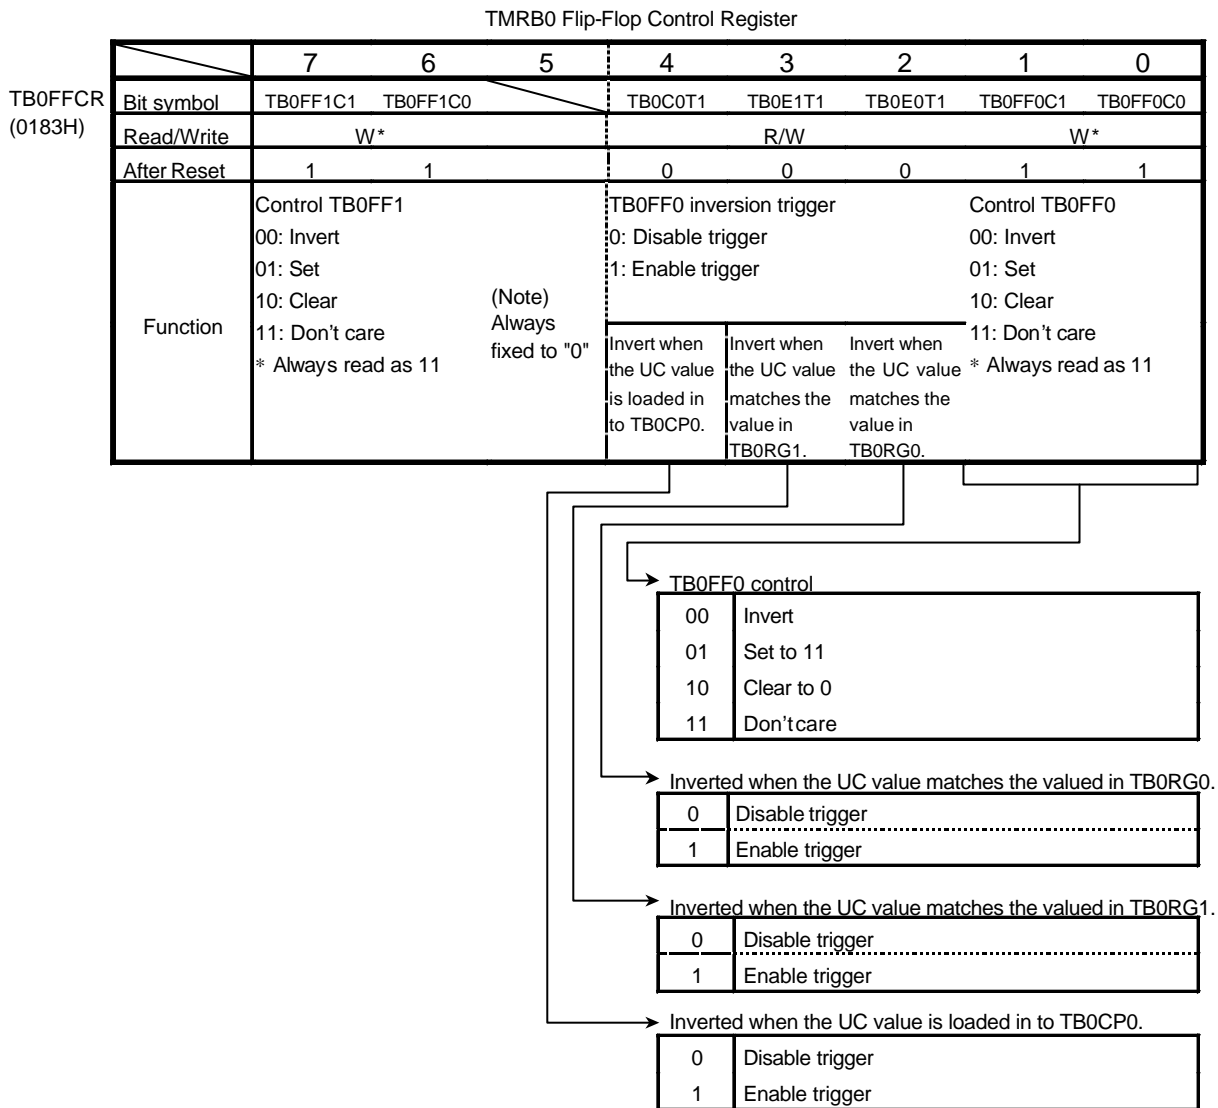 TMRB0 Flip-Flop Control Register
7 6 5 4 3 2 1 0
TB0FFCR
(0183H)
Bit symbol TB0FF1C1 TB0FF1C0 TB0C0T1 TB0E1T1 TB0E0T1 TB0FF0C1 TB0FF0C0
Read/Write W* R/W W*
After Reset 1 1 0 0 0 1 1
Function
Control TB0FF1
00: Invert
01: Set
10: Clear
11: Don't care
* Always read as 11
(Note)
Always
fixed to "0"
TB0FF0 inversion trigger
0: Disable trigger
1: Enable trigger
Invert when
the UC value
is loaded in
to TB0CP0.
Invert when
the UC value
matches the
value in
TB0RG1.
Invert when
the UC value
matches the
value in
TB0RG0.
Control TB0FF0
00: Invert
01: Set
10: Clear
11: Don't care
* Always read as 11
TB0FF0 control
00 Invert
01 Set to 11
10 Clear to 0
11 Don'tcare
Inverted when the UC value matches the valued in TB0RG0.
0 Disable trigger
1 Enable trigger
Inverted when the UC value matches the valued in TB0RG1.
0 Disable trigger
1 Enable trigger
Inverted when the UC value is loaded in to TB0CP0.
0 Disable trigger
1 Enable trigger